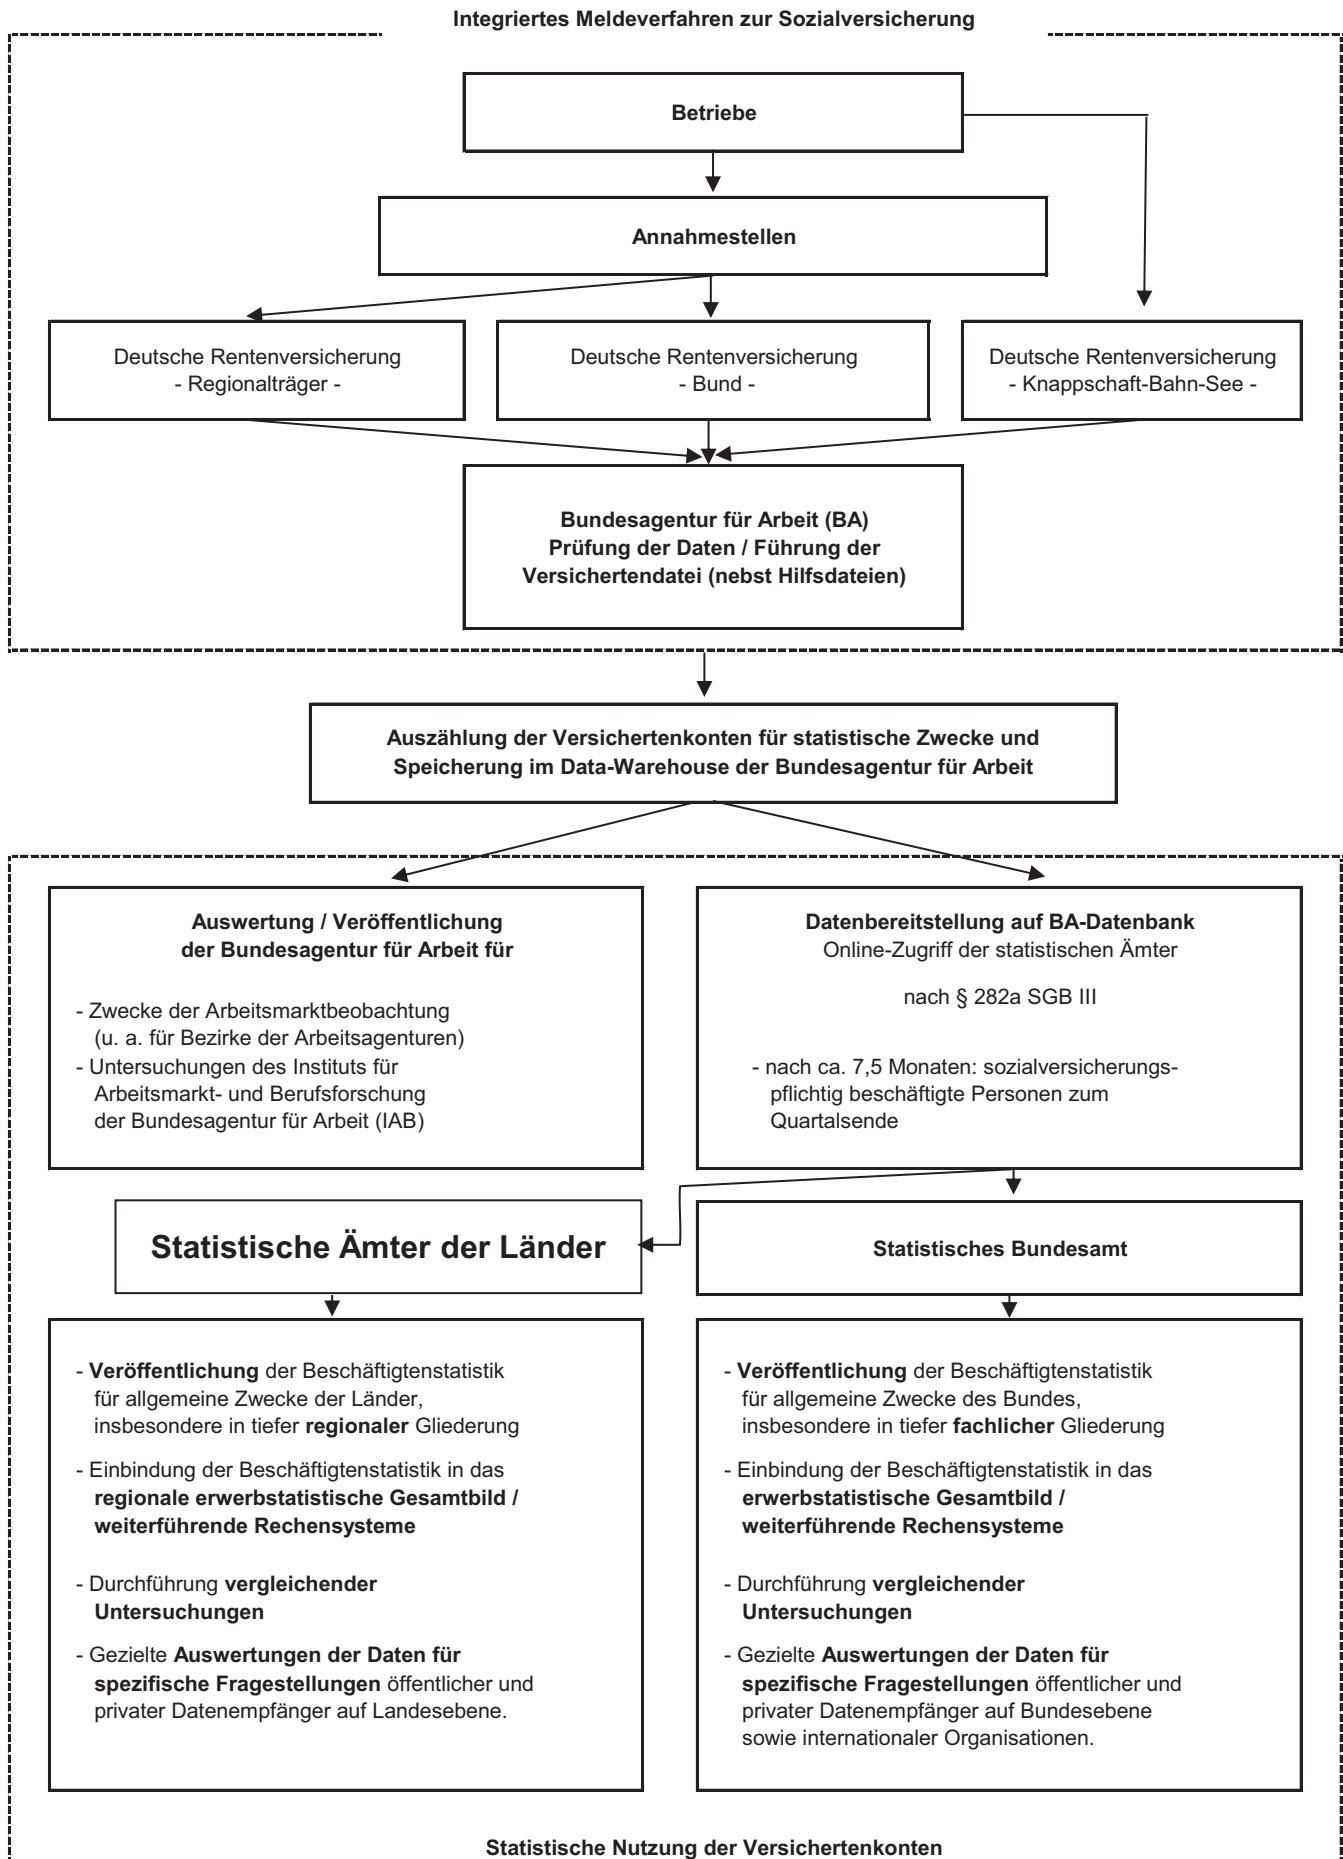 Integriertes Meldeverfahren zur Sozialversicherung
Betriebe
Annahmestellen
Deutsche Rentenversicherung
- Regionalträger -
Deutsche Rentenversicherung
- Bund -
Deutsche Rentenversicherung
- Knappschaft-Bahn-See -
Bundesagentur für Arbeit (BA)
Prüfung der Daten / Führung der
Versichertendatei (nebst Hilfsdateien)
Auszählung der Versichertenkonten für statistische Zwecke und
Speicherung im Data-Warehouse der Bundesagentur für Arbeit
Auswertung / Veröffentlichung
der Bundesagentur für Arbeit für
- Zwecke der Arbeitsmarktbeobachtung
(u. a. für Bezirke der Arbeitsagenturen)
- Untersuchungen des Instituts für
Arbeitsmarkt- und Berufsforschung
der Bundesagentur für Arbeit (IAB)
Datenbereitstellung auf BA-Datenbank
Online-Zugriff der statistischen Ämter
nach § 282a SGB III
- nach ca. 7,5 Monaten: sozialversicherungs-
pflichtig beschäftigte Personen zum
Quartalsende
Statistische Ämter der Länder
Statistisches Bundesamt
- Veröffentlichung der Beschäftigtenstatistik
für allgemeine Zwecke der Länder,
insbesondere in tiefer regionaler Gliederung
- Einbindung der Beschäftigtenstatistik in das
regionale erwerbstatistische Gesamtbild /
weiterführende Rechensysteme
- Durchführung vergleichender
Untersuchungen
- Gezielte Auswertungen der Daten für
spezifische Fragestellungen öffentlicher und
privater Datenempfänger auf Landesebene.
- Veröffentlichung der Beschäftigtenstatistik
für allgemeine Zwecke des Bundes,
insbesondere in tiefer fachlicher Gliederung
- Einbindung der Beschäftigtenstatistik in das
erwerbstatistische Gesamtbild /
weiterführende Rechensysteme
- Durchführung vergleichender
Untersuchungen
- Gezielte Auswertungen der Daten für
spezifische Fragestellungen öffentlicher und
privater Datenempfänger auf Bundesebene
sowie internationaler Organisationen.
Statistische Nutzung der Versichertenkonten